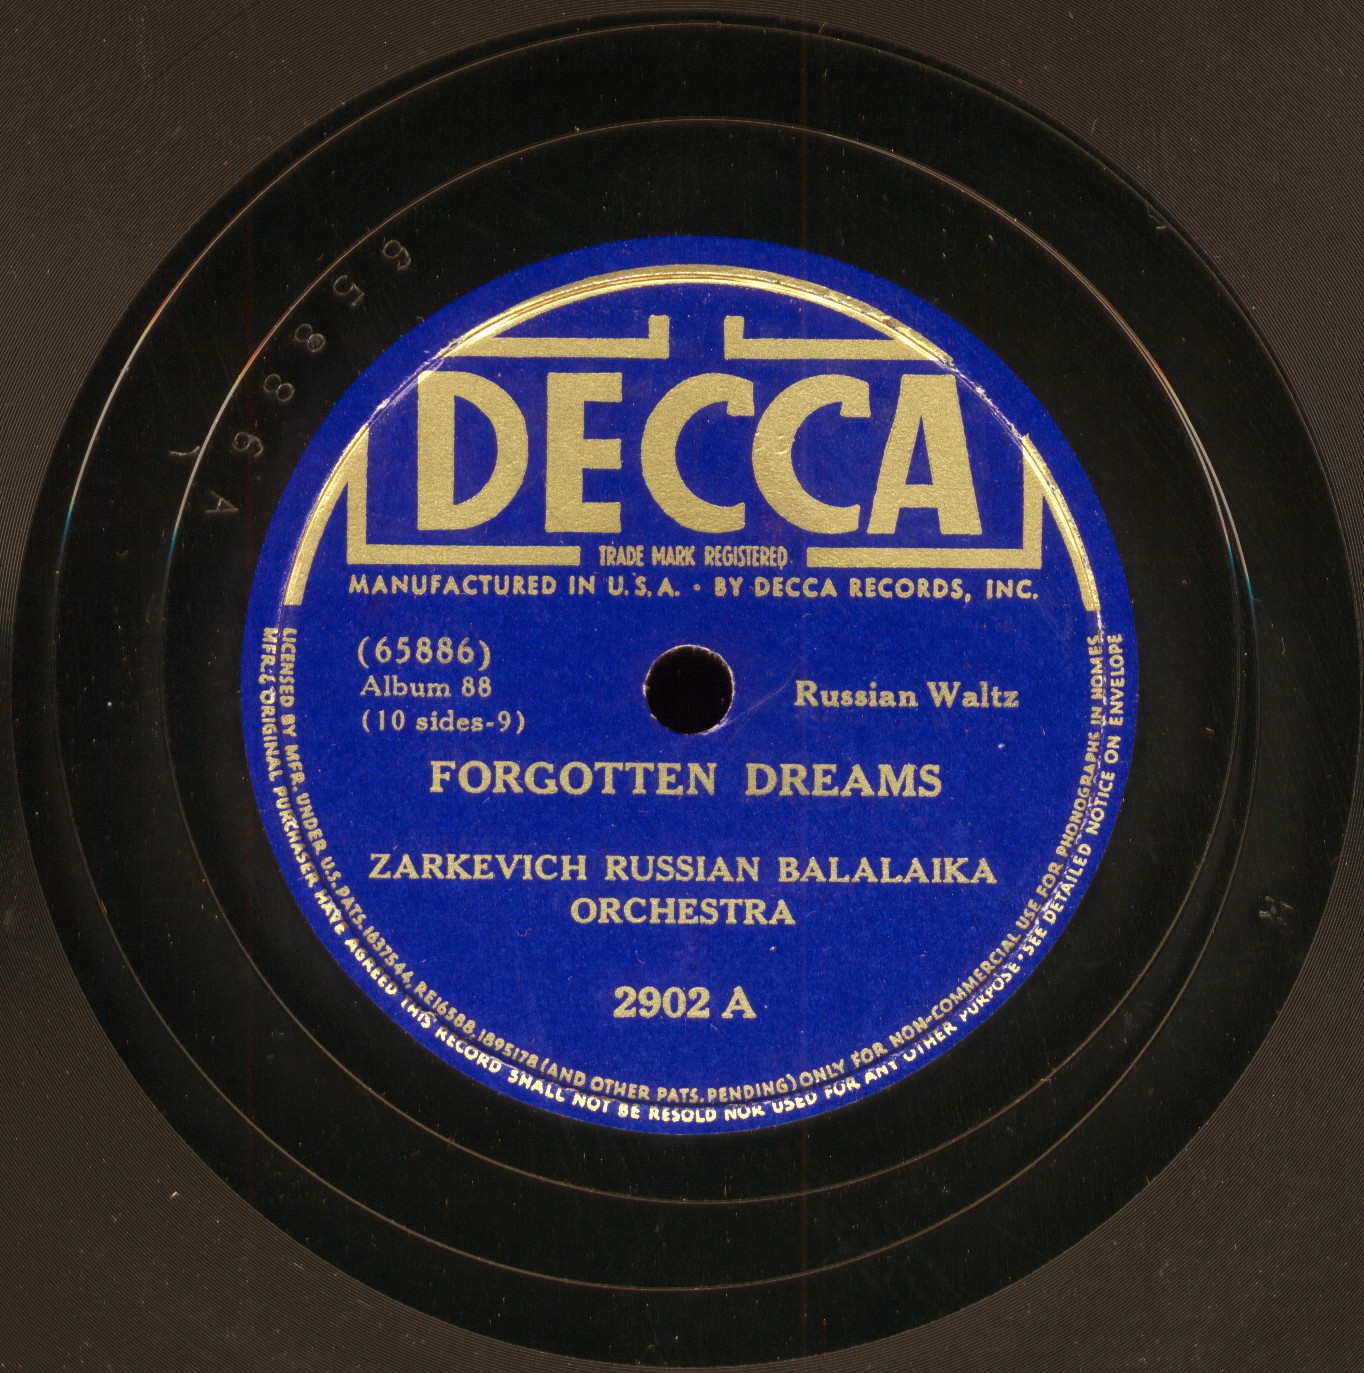 DECCA
TRADE MARK REGISTERED
MANUFACTURED IN U.S.A. • BY DECCA RECORDS, INC.
(65886)
Album 88
(10 sides-9)
Russian Waltz
FORGOTTEN DREAMS
ZARKEVICH RUSSIAN BALALAIKA
ORCHESTRA
2902 A
LICENSED BY MFR. UNDER U.S. PATS. 1637544, RE16588, 1895178 (AND OTHER PATS. PENDING) ONLY FOR NON-COMMERCIAL USE FOR PHONOGRAPHS IN HOMES.
MFR. & ORIGINAL PURCHASER HAVE AGREED THIS RECORD SHALL NOT BE RESOLD NOR USED FOR ANY OTHER PURPOSE • SEE DETAILED NOTICE ON ENVELOPE
65886 A